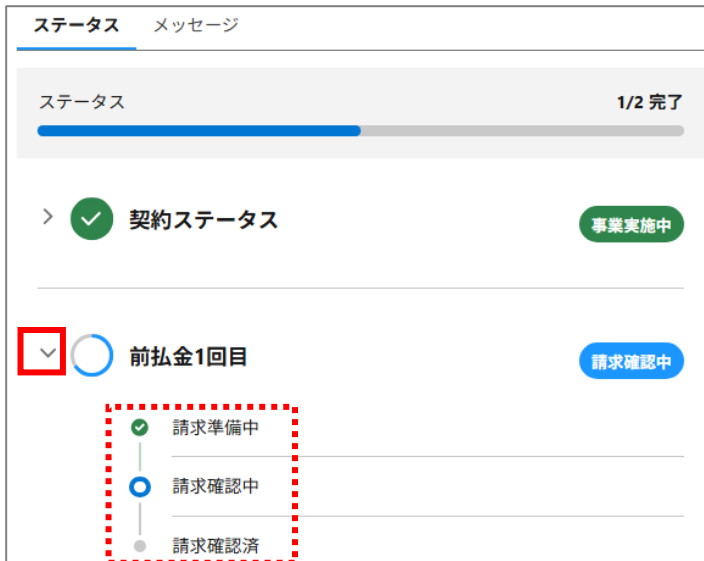 ステータス メッセージ
ステータス 1/2 完了
契約ステータス 事業実施中
前払金1回目 請求確認中
請求準備中
請求確認中
請求確認済